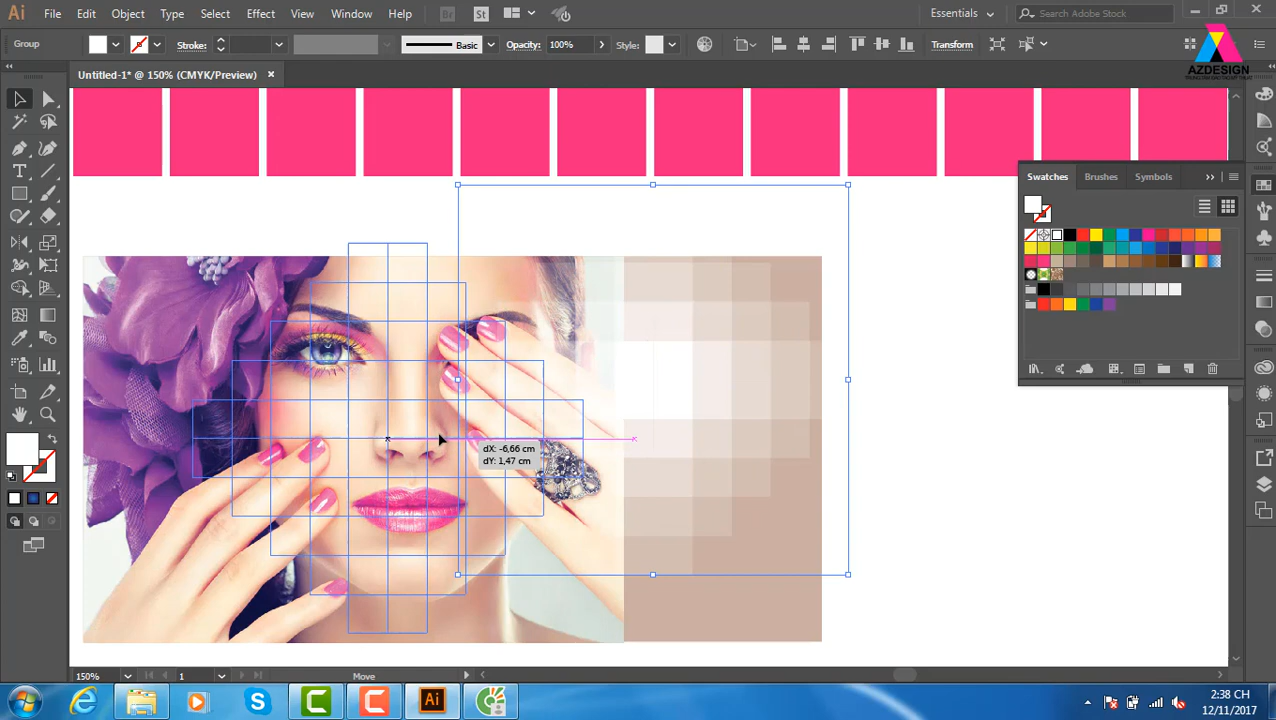 Ai
File Edit Object Type Select Effect View Window Help
Br St
Essentials
Search Adobe Stock
Group
Stroke:
Basic
Opacity: 100%
Style:
Transform
AZDESIGN
Untitled-1* @ 150% (CMYK/Preview)
Swatches Brushes Symbols
dX: -6,66 cm
dY: 1,47 cm
150%
1
Move
Ai
2:38 CH
12/11/2017